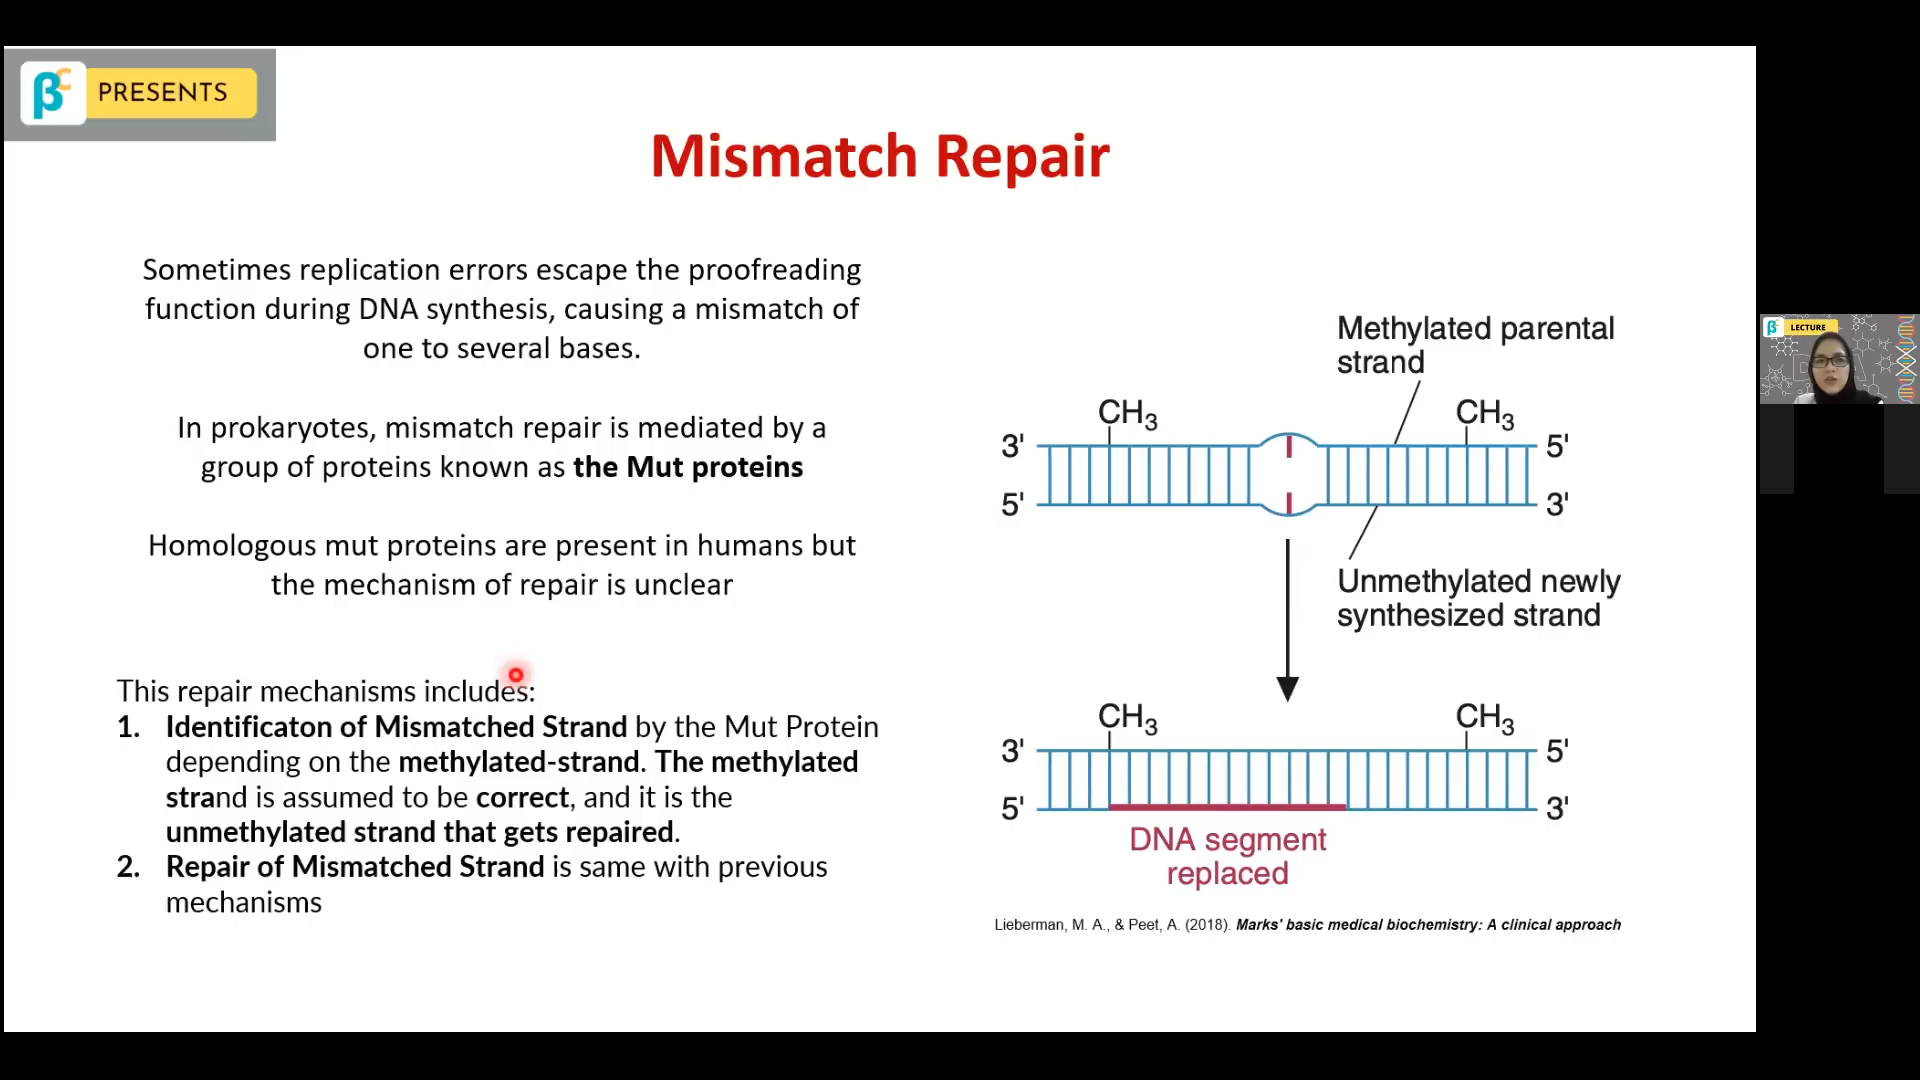 β PRESENTS
Mismatch Repair
Sometimes replication errors escape the proofreading
function during DNA synthesis, causing a mismatch of
one to several bases.
In prokaryotes, mismatch repair is mediated by a
group of proteins known as the Mut proteins
Homologous mut proteins are present in humans but
the mechanism of repair is unclear
This repair mechanisms includes:
1. Identificaton of Mismatched Strand by the Mut Protein
depending on the methylated-strand. The methylated
strand is assumed to be correct, and it is the
unmethylated strand that gets repaired.
2. Repair of Mismatched Strand is same with previous
mechanisms
Methylated parental
strand
CH₃ CH₃
3' 5'
5' 3'
Unmethylated newly
synthesized strand
CH₃ CH₃
3' 5'
5' 3'
DNA segment
replaced
Lieberman, M. A., & Peet, A. (2018). Marks' basic medical biochemistry: A clinical approach
β LECTURE